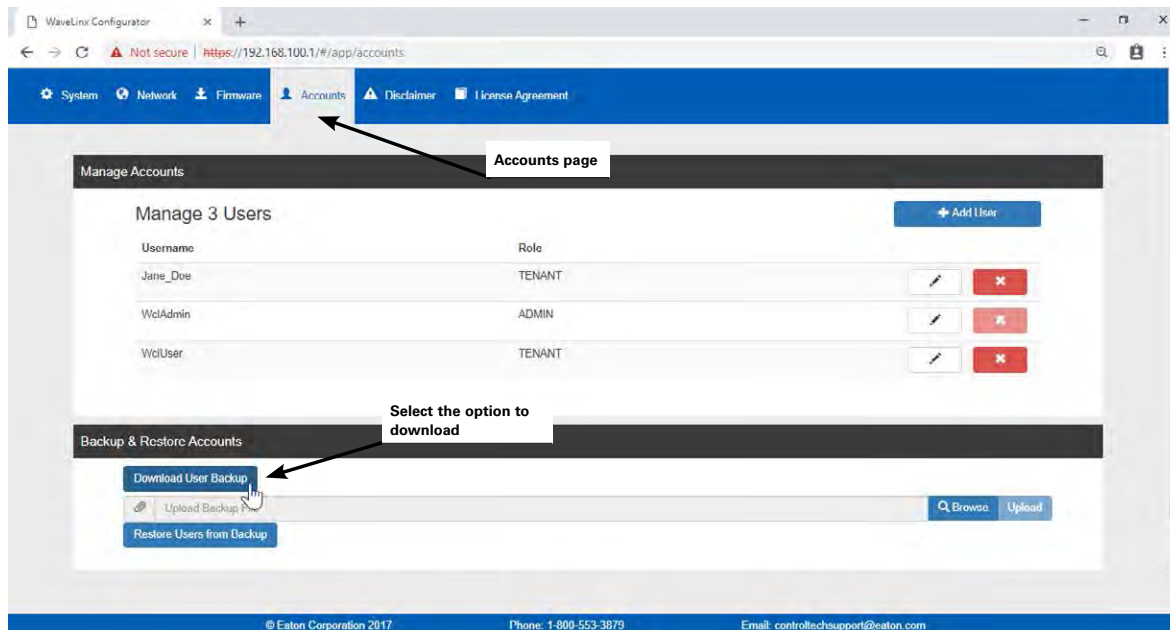 WaveLinx Configurator
Not secure | https://192.168.100.1/#/app/accounts
System Network Firmware Accounts Disclaimer License Agreement
Accounts page
Manage Accounts
Manage 3 Users
Add User
Username Role
Jane_Doe TENANT
WclAdmin ADMIN
WclUser TENANT
Select the option to
download
Backup & Restore Accounts
Download User Backup
Upload Backup File
Browse Upload
Restore Users from Backup
© Eaton Corporation 2017 Phone: 1-800-553-3879 Email: controltechsupport@eaton.com